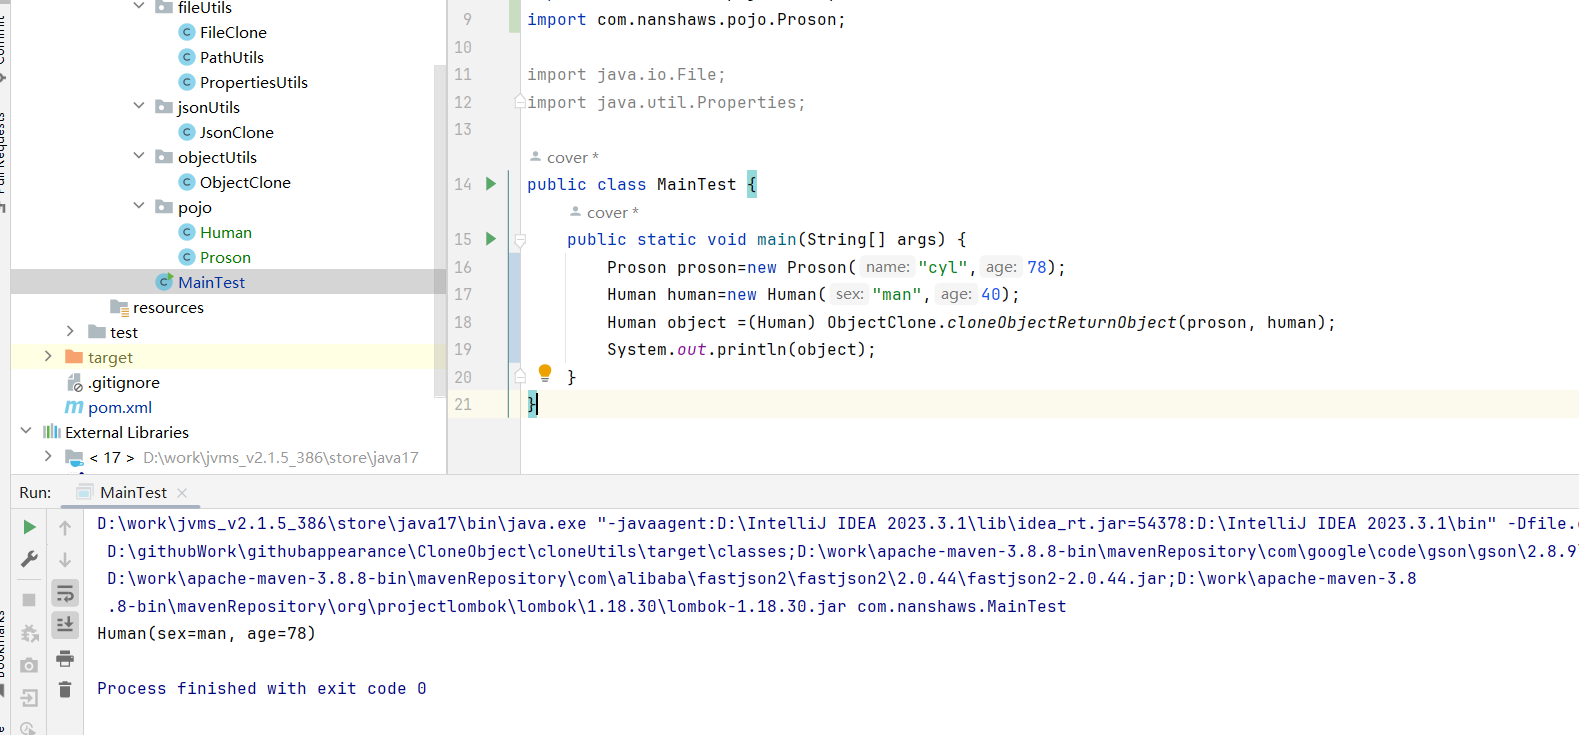 fileUtils
FileClone
PathUtils
PropertiesUtils
jsonUtils
JsonClone
objectUtils
ObjectClone
pojo
Human
Proson
MainTest
resources
test
target
.gitignore
pom.xml
External Libraries
< 17 > D:\work\jvms_v2.1.5_386\store\java17
9 import com.nanshaws.pojo.Proson;
10
11 import java.io.File;
12 import java.util.Properties;
13
cover *
14 public class MainTest {
cover *
15 public static void main(String[] args) {
16 Proson proson=new Proson( name: "cyl", age: 78);
17 Human human=new Human( sex: "man", age: 40);
18 Human object =(Human) ObjectClone.cloneObjectReturnObject(proson, human);
19 System.out.println(object);
20 }
21 }
Run: MainTest
D:\work\jvms_v2.1.5_386\store\java17\bin\java.exe "-javaagent:D:\IntelliJ IDEA 2023.3.1\lib\idea_rt.jar=54378:D:\IntelliJ IDEA 2023.3.1\bin" -Dfile.
D:\githubWork\githubappearance\CloneObject\cloneUtils\target\classes;D:\work\apache-maven-3.8.8-bin\mavenRepository\com\google\code\gson\gson\2.8.9\
D:\work\apache-maven-3.8.8-bin\mavenRepository\com\alibaba\fastjson2\fastjson2\2.0.44\fastjson2-2.0.44.jar;D:\work\apache-maven-3.8
.8-bin\mavenRepository\org\projectlombok\lombok\1.18.30\lombok-1.18.30.jar com.nanshaws.MainTest
Human(sex=man, age=78)
Process finished with exit code 0